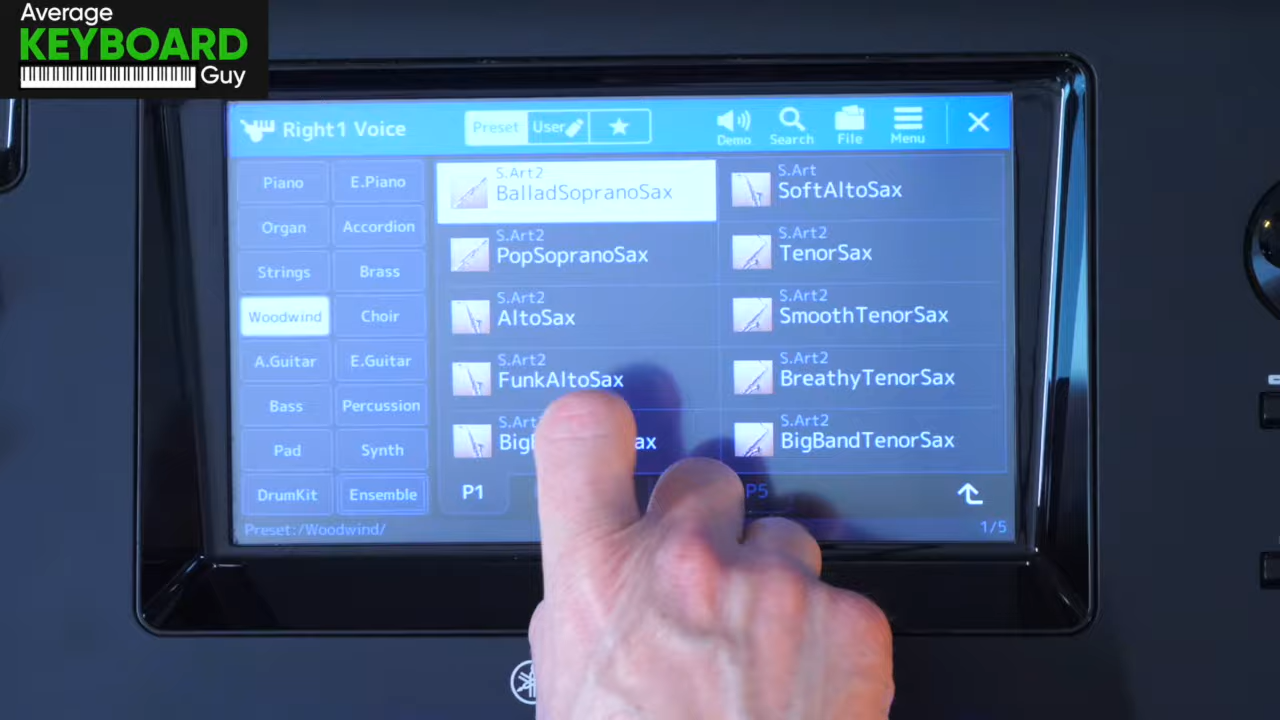 Average
KEYBOARD
Guy
Right1 Voice
Preset
User
Demo
Search
File
Menu
Piano
E.Piano
Organ
Accordion
Strings
Brass
Woodwind
Choir
A.Guitar
E.Guitar
Bass
Percussion
Pad
Synth
DrumKit
Ensemble
S.Art2
BalladSopranoSax
S.Art
SoftAltoSax
S.Art2
PopSopranoSax
S.Art2
TenorSax
S.Art2
AltoSax
S.Art2
SmoothTenorSax
S.Art2
FunkAltoSax
S.Art2
BreathyTenorSax
S.Art2
BigBandTenorSax
P1
P5
Preset:/Woodwind/
1/5